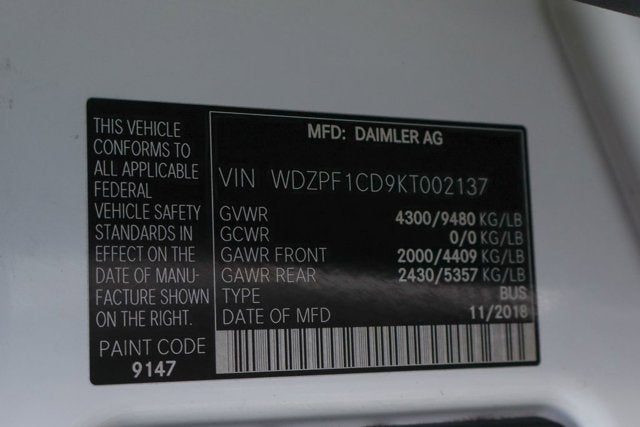 THIS VEHICLE
CONFORMS TO
ALL APPLICABLE
FEDERAL
VEHICLE SAFETY
STANDARDS IN
EFFECT ON THE
DATE OF MANU-
FACTURE SHOWN
ON THE RIGHT.
PAINT CODE
9147
MFD: DAIMLER AG
VIN WDZPF1CD9KT002137
GVWR 4300/9480 KG/LB
GCWR 0/0 KG/LB
GAWR FRONT 2000/4409 KG/LB
GAWR REAR 2430/5357 KG/LB
TYPE BUS
DATE OF MFD 11/2018